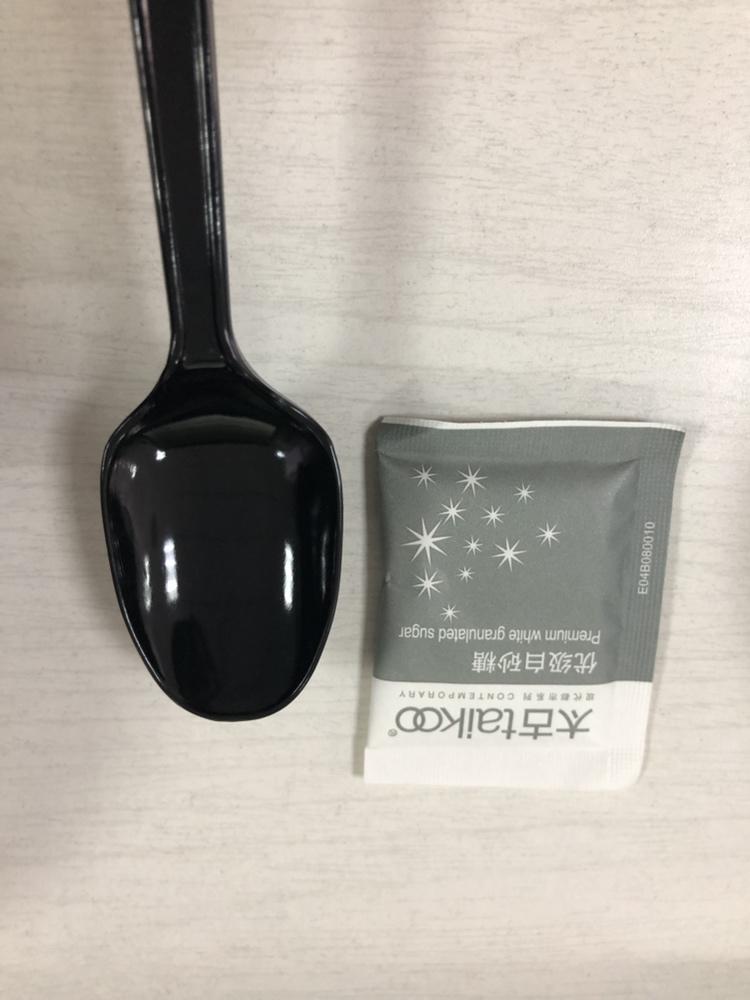 太古taikoo®
现代都市系列 CONTEMPORARY
优级白砂糖
Premium white granulated sugar
E04B080010